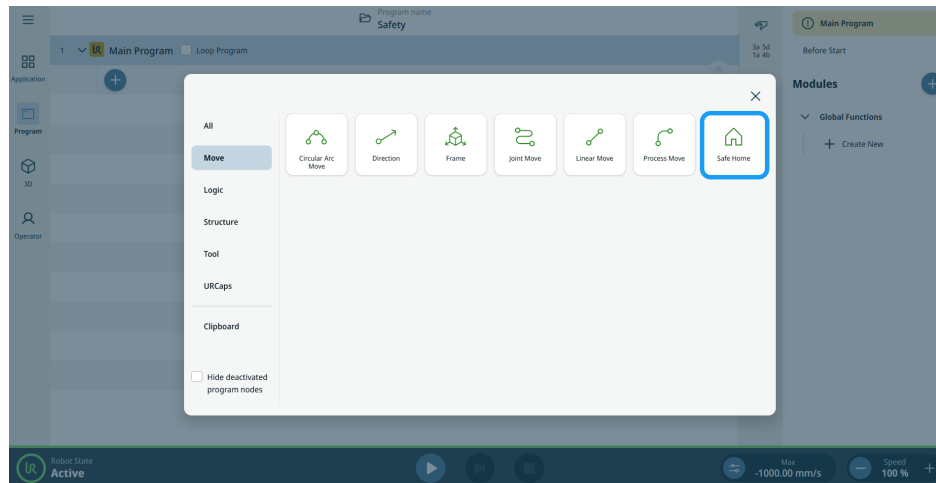 Program name
Safety
Main Program
3a 5d
1a 4b
1
UR
Main Program
Loop Program
Before Start
Application
Modules
Program
Global Functions
Create New
3D
Operator
All
Move
Logic
Structure
Tool
URCaps
Clipboard
Hide deactivated
program nodes
Circular Arc
Move
Direction
Frame
Joint Move
Linear Move
Process Move
Safe Home
UR
Robot State
Active
Max
-1000.00 mm/s
Speed
100 %